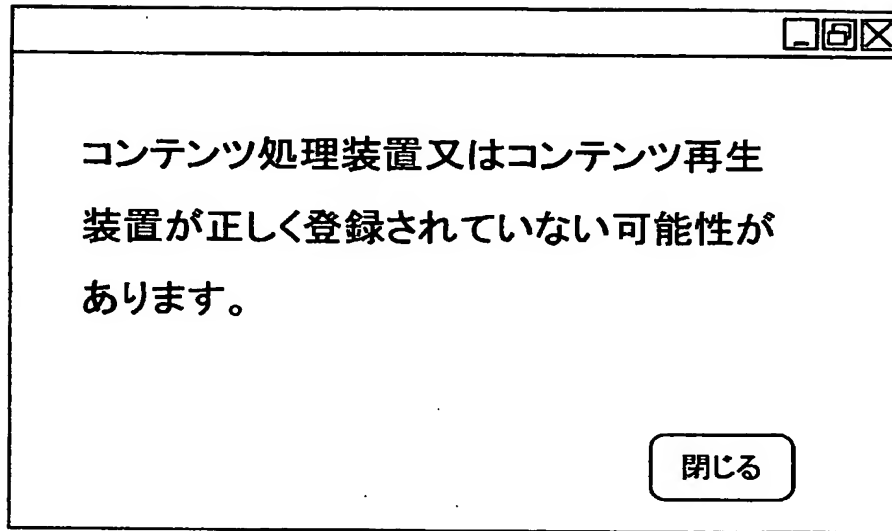 コンテンツ処理装置又はコンテンツ再生
装置が正しく登録されていない可能性が
あります。
閉じる